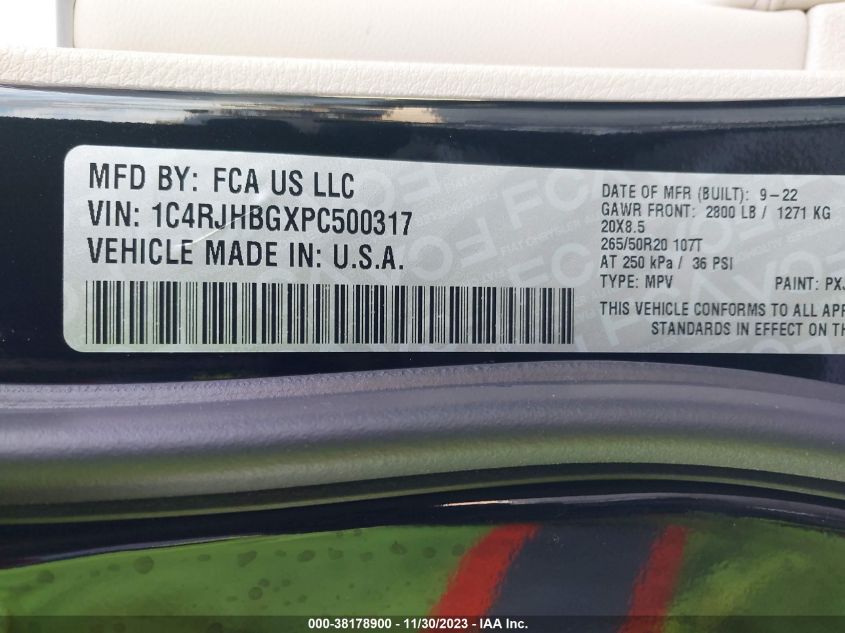 MFD BY: FCA US LLC
VIN: 1C4RJHBGXPC500317
VEHICLE MADE IN: U.S.A.
DATE OF MFR (BUILT): 9-22
GAWR FRONT: 2800 LB / 1271 KG
20X8.5
265/50R20 107T
AT 250 kPa / 36 PSI
TYPE: MPV PAINT: PXJ
THIS VEHICLE CONFORMS TO ALL APP
STANDARDS IN EFFECT ON TH
000-38178900 - 11/30/2023 - IAA Inc.